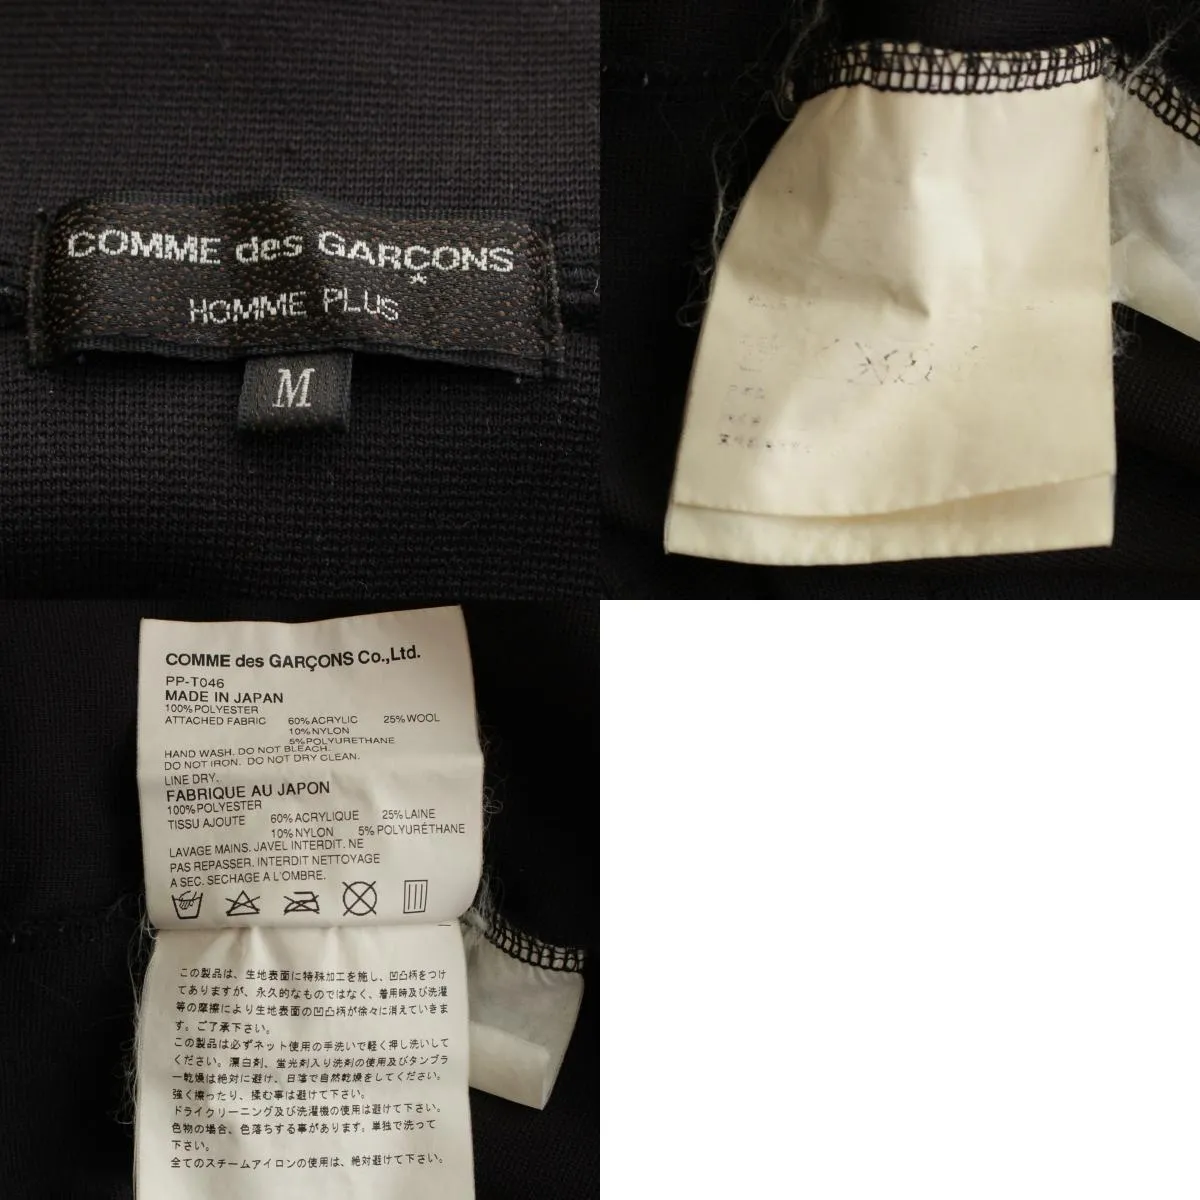 COMME des GARÇONS
HOMME PLUS
M
COMME des GARÇONS Co.,Ltd.
PP-T046
MADE IN JAPAN
100%POLYESTER
ATTACHED FABRIC 60%ACRYLIC 25%WOOL
10%NYLON
5%POLYURETHANE
HAND WASH. DO NOT BLEACH.
DO NOT IRON. DO NOT DRY CLEAN.
LINE DRY.
FABRIQUE AU JAPON
100%POLYESTER
TISSU AJOUTE 60%ACRYLIQUE 25%LAINE
10%NYLON 5%POLYURÉTHANE
LAVAGE MAINS. JAVEL INTERDIT. NE
PAS REPASSER. INTERDIT NETTOYAGE
A SEC. SECHAGE A L'OMBRE.
この製品は、生地表面に特殊加工を施し、凹凸柄をつけ
てありますが、永久的なものではなく、着用時及び洗濯
等の摩擦により生地表面の凹凸柄が徐々に消えていきま
す。ご了承下さい。
この製品は必ずネット使用の手洗いで軽く押し洗いして
ください。漂白剤、蛍光剤入り洗剤の使用及びタンブラ
ー乾燥は絶対に避け、日陰で自然乾燥をしてください。
強く擦ったり、揉む事は避けて下さい。
ドライクリーニング及び洗濯機の使用は避けて下さい。
色物の場合、色落ちする事があります。単独で洗って
下さい。
全てのスチームアイロンの使用は、絶対避けて下さい。